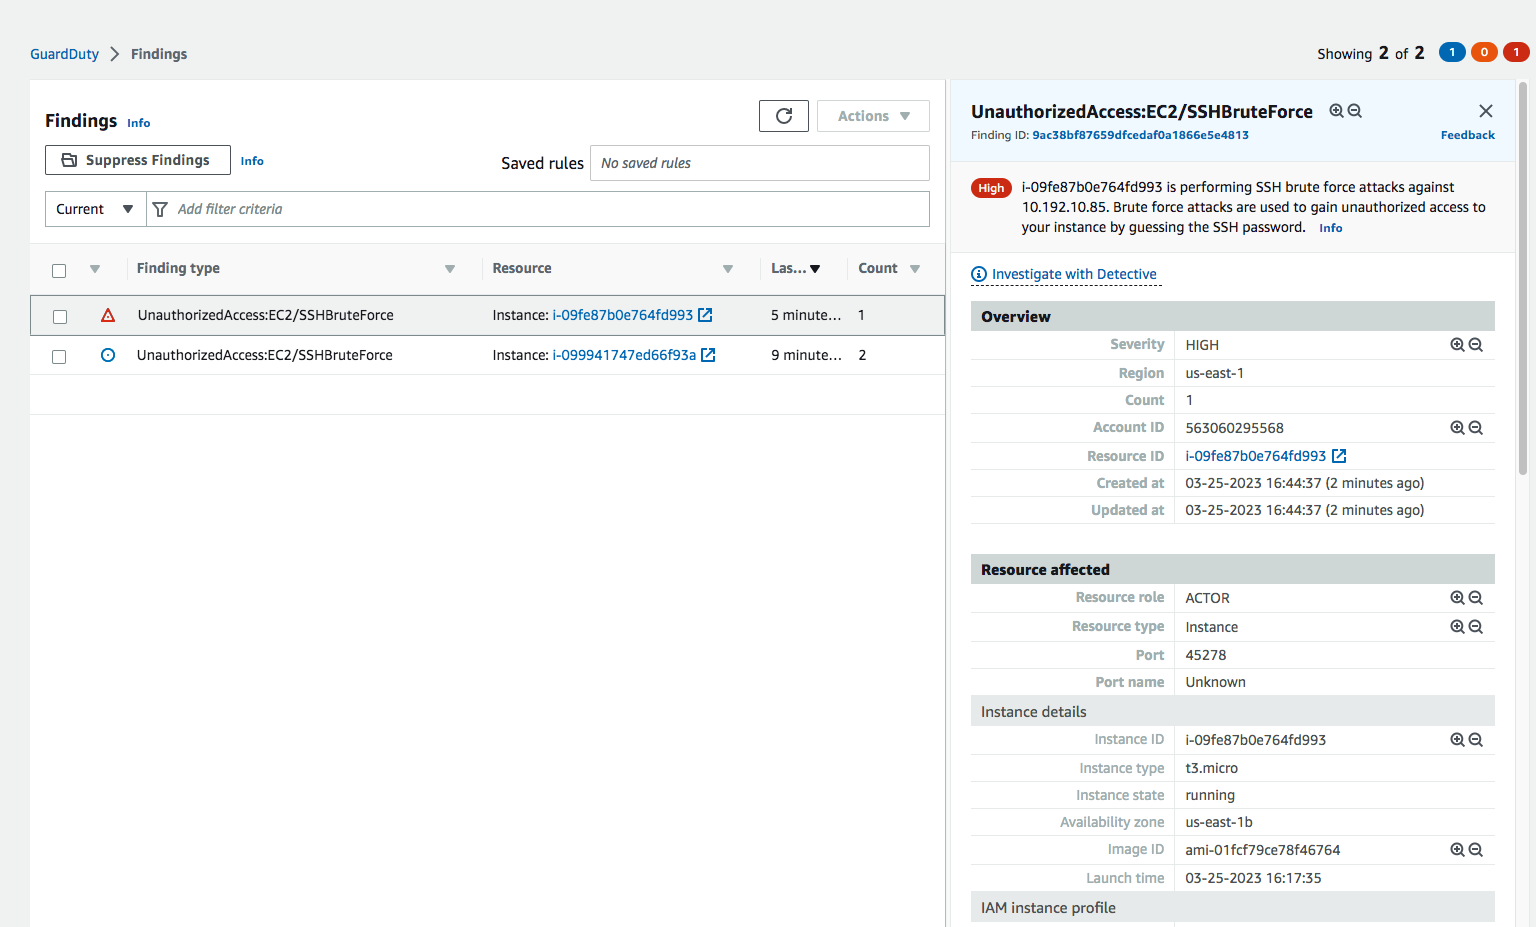 GuardDuty > Findings
Showing 2 of 2 1 0 1
Findings Info
Actions
Suppress Findings Info
Saved rules No saved rules
Current Add filter criteria
Finding type Resource Las... Count
UnauthorizedAccess:EC2/SSHBruteForce Instance: i-09fe87b0e764fd993 5 minute... 1
UnauthorizedAccess:EC2/SSHBruteForce Instance: i-099941747ed66f93a 9 minute... 2
UnauthorizedAccess:EC2/SSHBruteForce
Finding ID: 9ac38bf87659dfcedaf0a1866e5e4813 Feedback
High i-09fe87b0e764fd993 is performing SSH brute force attacks against
10.192.10.85. Brute force attacks are used to gain unauthorized access to
your instance by guessing the SSH password. Info
Investigate with Detective
Overview
Severity HIGH
Region us-east-1
Count 1
Account ID 563060295568
Resource ID i-09fe87b0e764fd993
Created at 03-25-2023 16:44:37 (2 minutes ago)
Updated at 03-25-2023 16:44:37 (2 minutes ago)
Resource affected
Resource role ACTOR
Resource type Instance
Port 45278
Port name Unknown
Instance details
Instance ID i-09fe87b0e764fd993
Instance type t3.micro
Instance state running
Availability zone us-east-1b
Image ID ami-01fcf79ce78f46764
Launch time 03-25-2023 16:17:35
IAM instance profile